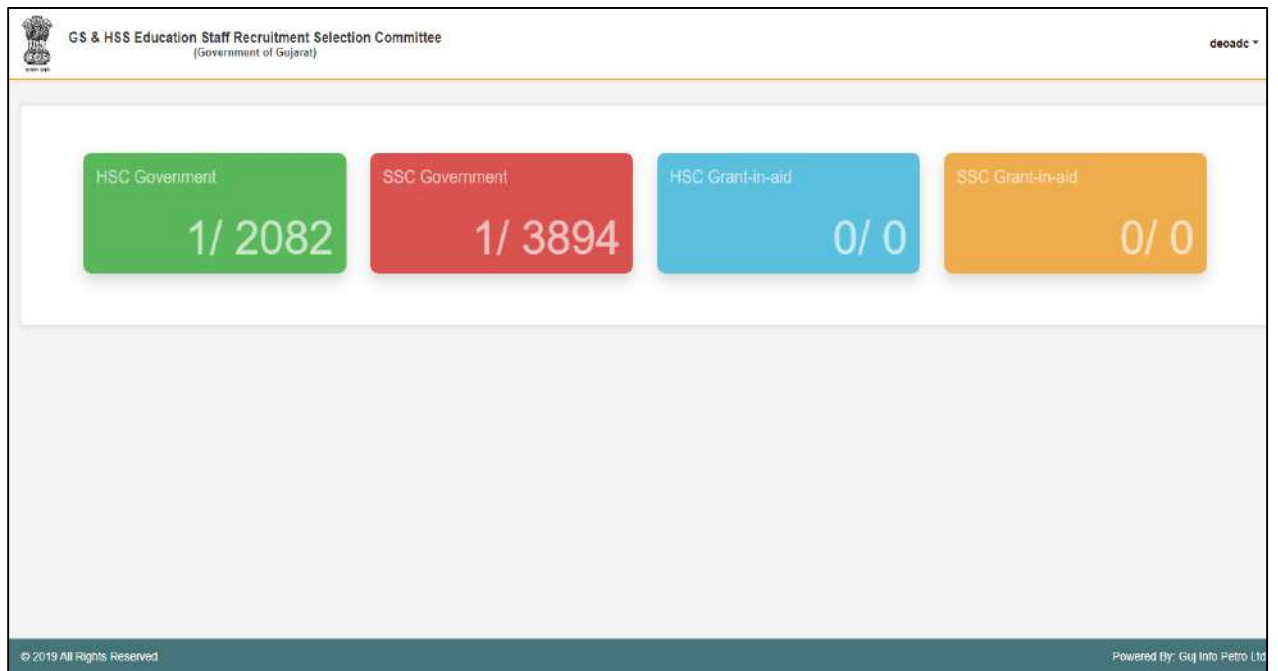 GS & HSS Education Staff Recruitment Selection Committee
(Government of Gujarat)
deoadc
HSC Govenment
1/ 2082
SSC Government
1/ 3894
HSC Grant-in-aid
0/ 0
SSC Grant-in-aid
0/ 0
© 2019 All Rights Reserved
Powered By: Guj Info Petro Ltd